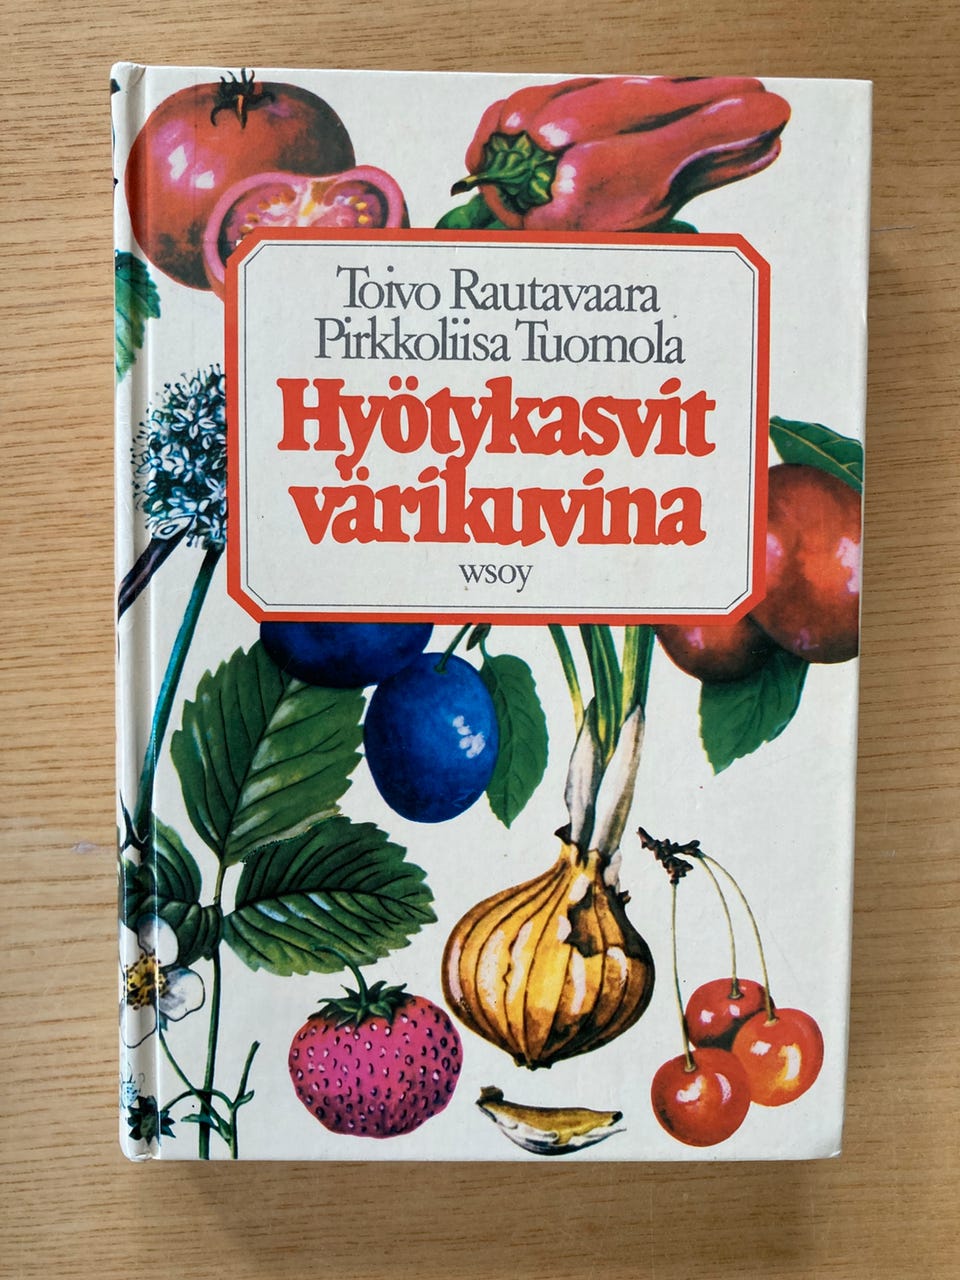 Toivo Rautavaara
Pirkkoliisa Tuomola
Hyötykasvit
värikuvina
wsoy